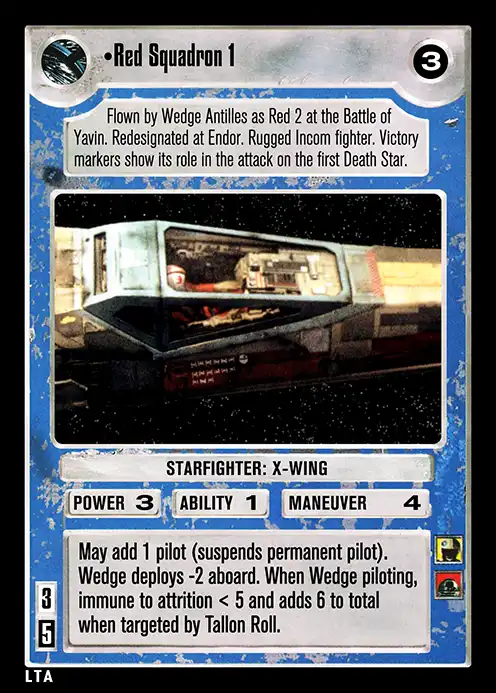 •Red Squadron 1
3
Flown by Wedge Antilles as Red 2 at the Battle of
Yavin. Redesignated at Endor. Rugged Incom fighter. Victory
markers show its role in the attack on the first Death Star.
STARFIGHTER: X-WING
POWER 3 ABILITY 1 MANEUVER 4
May add 1 pilot (suspends permanent pilot).
Wedge deploys -2 aboard. When Wedge piloting,
immune to attrition < 5 and adds 6 to total
when targeted by Tallon Roll.
3
5
LTA